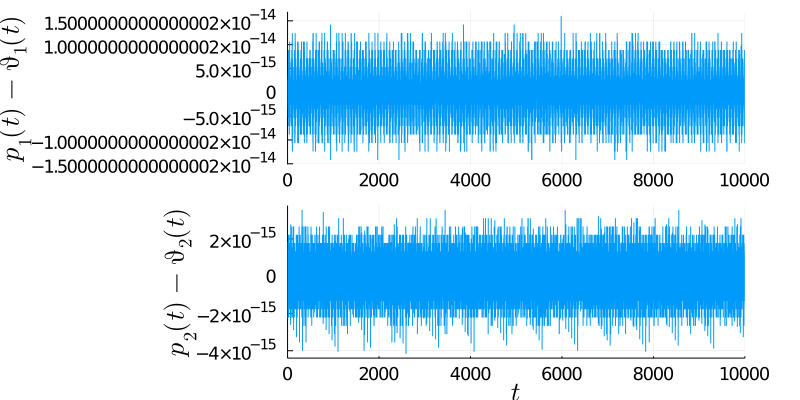 p₁(t) − ϑ₁(t)
1.5000000000000002×10⁻¹⁴
1.0000000000000002×10⁻¹⁴
5.0×10⁻¹⁵
0
−5.0×10⁻¹⁵
−1.0000000000000002×10⁻¹⁴
−1.5000000000000002×10⁻¹⁴
0 2000 4000 6000 8000 10000
p₂(t) − ϑ₂(t)
2×10⁻¹⁵
0
−2×10⁻¹⁵
−4×10⁻¹⁵
0 2000 4000 6000 8000 10000
t